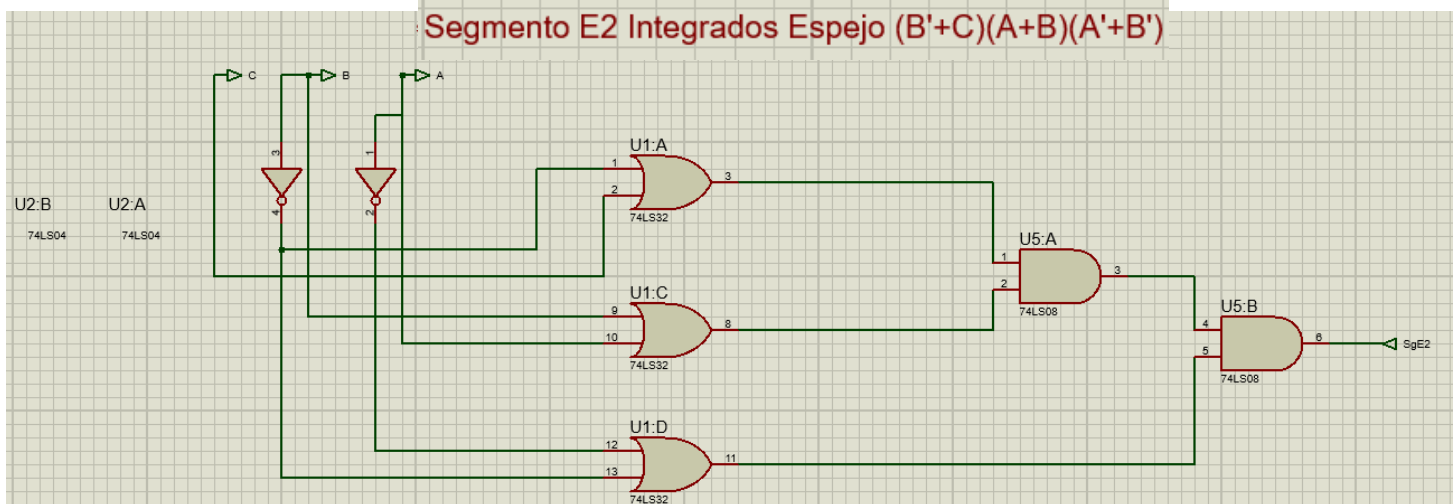 Segmento E2 Integrados Espejo (B'+C)(A+B)(A'+B')
C
B
A
3
4
1
2
U2:B
74LS04
U2:A
74LS04
U1:A
1
2
3
74LS32
U1:C
9
10
8
74LS32
U1:D
12
13
11
74LS32
U5:A
1
2
3
74LS08
U5:B
4
5
6
74LS08
SgE2